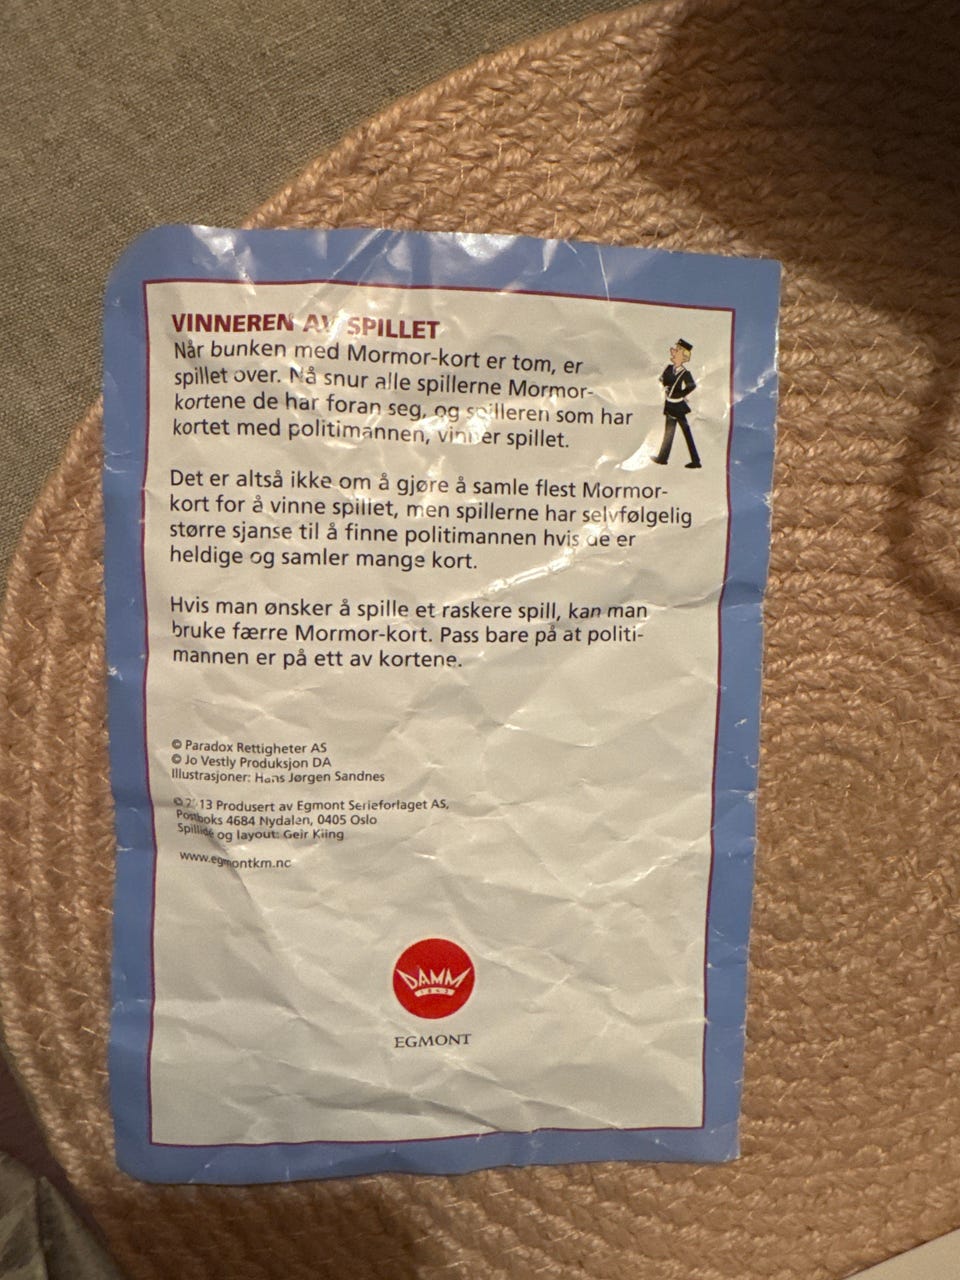 VINNEREN AV SPILLET
Når bunken med Mormor-kort er tom, er
spillet over. Nå snur alle spillerne Mormor-
kortene de har foran seg, og spilleren som har
kortet med politimannen, vinner spillet.
Det er altså ikke om å gjøre å samle flest Mormor-
kort for å vinne spillet, men spillerne har selvfølgelig
større sjanse til å finne politimannen hvis de er
heldige og samler mange kort.
Hvis man ønsker å spille et raskere spill, kan man
bruke færre Mormor-kort. Pass bare på at politi-
mannen er på ett av kortene.
© Paradox Rettigheter AS
© Jo Vestly Produksjon DA
Illustrasjoner: Hans Jørgen Sandnes
© 2013 Produsert av Egmont Serieforlaget AS,
Postboks 4684 Nydalen, 0405 Oslo
Spillidé og layout: Geir Kiing
www.egmontkm.no
DAMM
1843
EGMONT